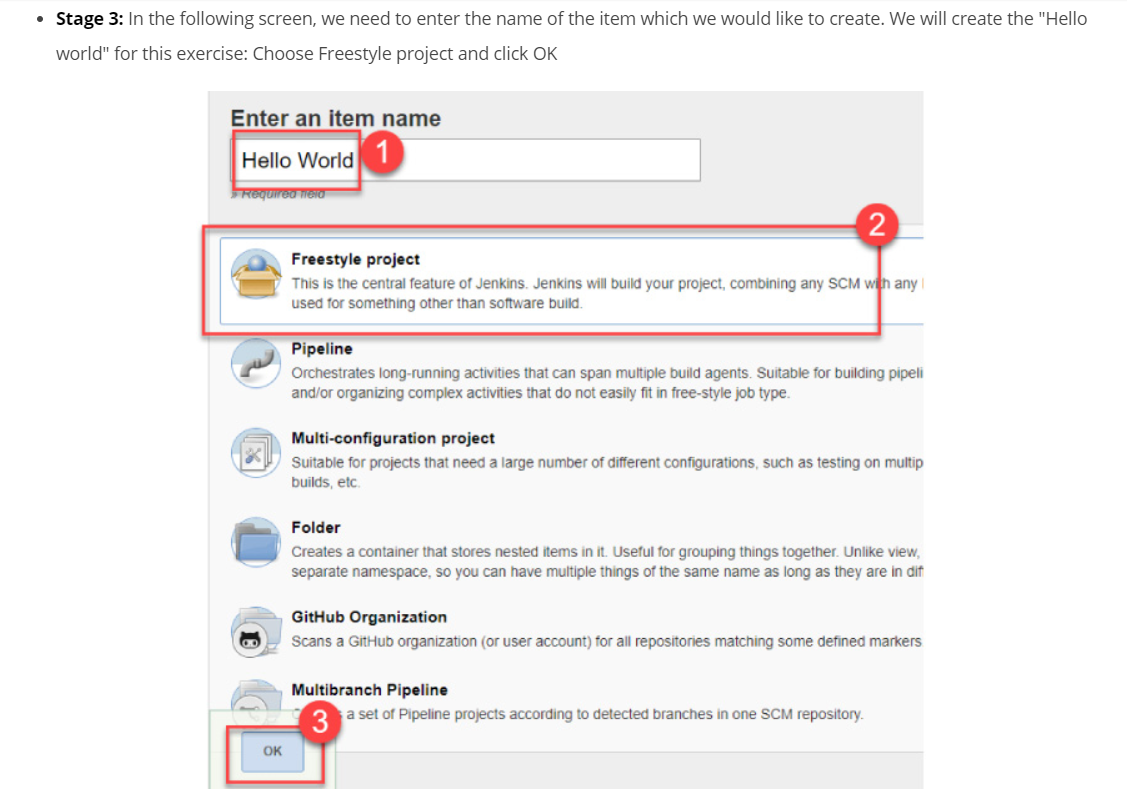 Stage 3: In the following screen, we need to enter the name of the item which we would like to create. We will create the "Hello
world" for this exercise: Choose Freestyle project and click OK
Enter an item name
Hello World
1
» Required field
2
Freestyle project
This is the central feature of Jenkins. Jenkins will build your project, combining any SCM with any
used for something other than software build.
Pipeline
Orchestrates long-running activities that can span multiple build agents. Suitable for building pipeli
and/or organizing complex activities that do not easily fit in free-style job type.
Multi-configuration project
Suitable for projects that need a large number of different configurations, such as testing on multip
builds, etc.
Folder
Creates a container that stores nested items in it. Useful for grouping things together. Unlike view,
separate namespace, so you can have multiple things of the same name as long as they are in dif
GitHub Organization
Scans a GitHub organization (or user account) for all repositories matching some defined markers
Multibranch Pipeline
a set of Pipeline projects according to detected branches in one SCM repository.
3
OK